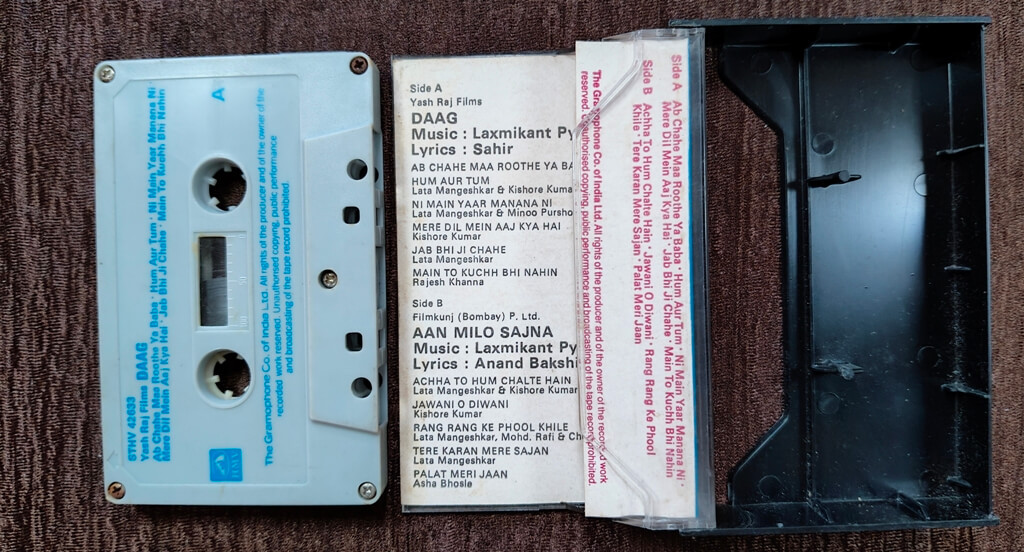 STHV 42633
Yash Raj Films DAAG
Ab Chahe Maa Roothe Ya Baba · Hum Aur Tum · Ni Main Yaar Manana Ni
Mere Dil Mein Aaj Kya Hai · Jab Bhi Ji Chahe · Main To Kuchh Bhi Nahin
A
The Gramophone Co. of India Ltd. All rights of the producer and of the owner of the
recorded work reserved. Unauthorised copying, public performance
and broadcasting of the tape record prohibited.
HMV
Side A
Yash Raj Films
DAAG
Music : Laxmikant Py
Lyrics : Sahir
AB CHAHE MAA ROOTHE YA BA
HUM AUR TUM
Lata Mangeshkar & Kishore Kuma
NI MAIN YAAR MANANA NI
Lata Mangeshkar & Minoo Pursho
MERE DIL MEIN AAJ KYA HAI
Kishore Kumar
JAB BHI JI CHAHE
Lata Mangeshkar
MAIN TO KUCHH BHI NAHIN
Rajesh Khanna
Side B
Filmkunj (Bombay) P. Ltd.
AAN MILO SAJNA
Music : Laxmikant Py
Lyrics : Anand Bakshi
ACHHA TO HUM CHALTE HAIN
Lata Mangeshkar & Kishore Kumar
JAWANI O DIWANI
Kishore Kumar
RANG RANG KE PHOOL KHILE
Lata Mangeshkar, Mohd. Rafi & Ch
TERE KARAN MERE SAJAN
Lata Mangeshkar
PALAT MERI JAAN
Asha Bhosle
Side A Ab Chahe Maa Roothe Ya Baba · Hum Aur Tum · Ni Main Yaar Manana Ni ·
Mere Dil Mein Aaj Kya Hai · Jab Bhi Ji Chahe · Main To Kuchh Bhi Nahin
Side B Achha To Hum Chalte Hain · Jawani O Diwani · Rang Rang Ke Phool
Khile · Tere Karan Mere Sajan · Palat Meri Jaan
The Gramophone Co. of India Ltd. All rights of the producer and of the owner of the recorded work
reserved. Unauthorised copying, public performance and broadcasting of the tape record prohibited.